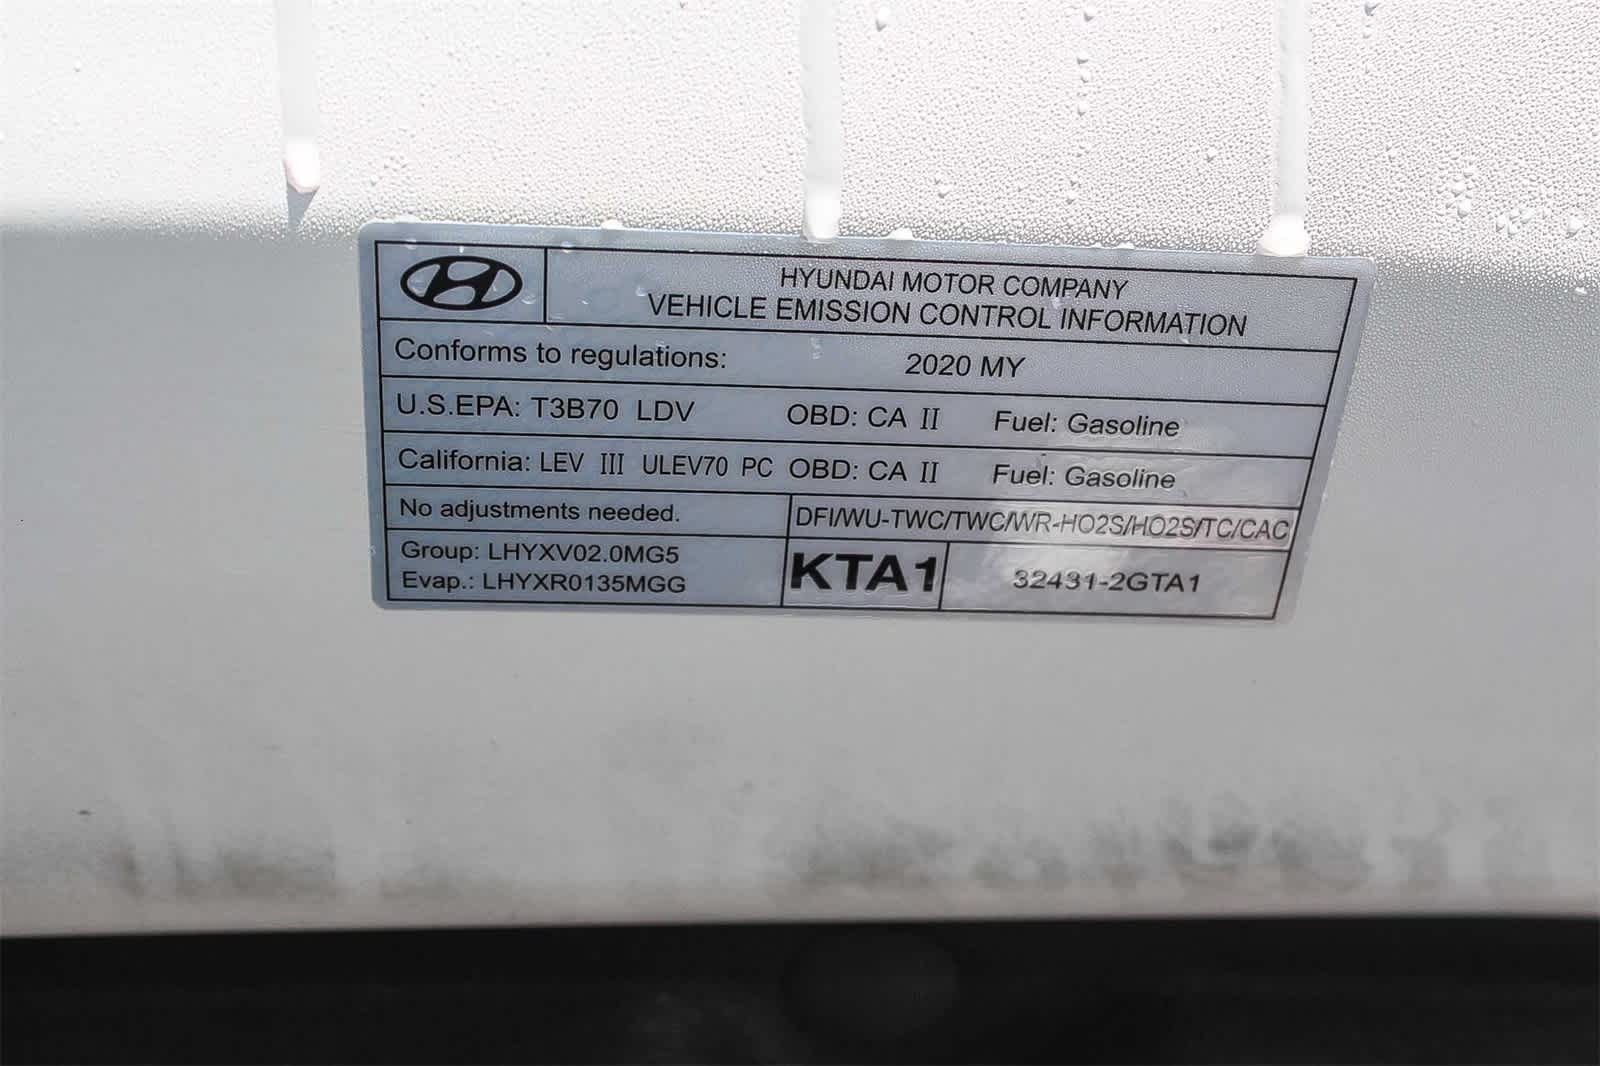 HYUNDAI MOTOR COMPANY
VEHICLE EMISSION CONTROL INFORMATION
Conforms to regulations: 2020 MY
U.S.EPA: T3B70 LDV OBD: CA II Fuel: Gasoline
California: LEV III ULEV70 PC OBD: CA II Fuel: Gasoline
No adjustments needed. DFI/WU-TWC/TWC/WR-HO2S/HO2S/TC/CAC
Group: LHYXV02.0MG5
Evap.: LHYXR0135MGG
KTA1 32431-2GTA1